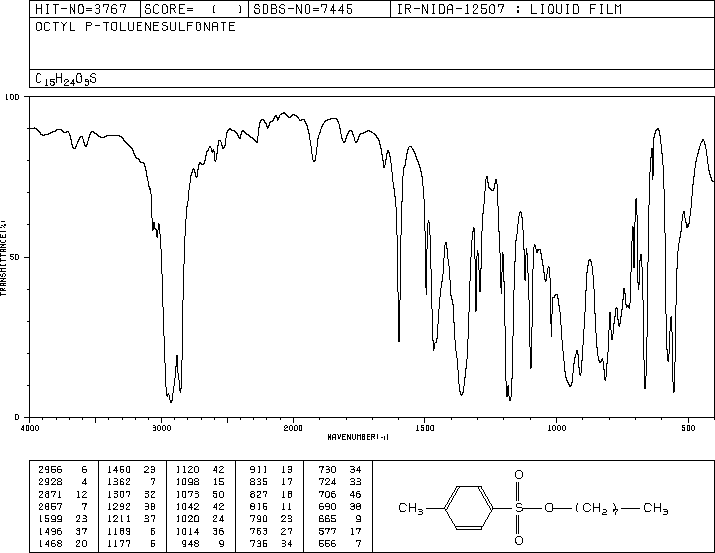 HIT-NO=3767 SCORE= ( ) SDBS-NO=7445 IR-NIDA-12507 : LIQUID FILM
OCTYL P-TOLUENESULFONATE
C15H24O3S
100
TRANSMITTANCE(%)
50
0
4000 3000 2000 1500 1000 500
WAVENUMBER(-1)
2956 6 1460 29 1120 42 911 13 730 34
2928 4 1362 7 1098 15 835 17 724 33
2871 12 1307 32 1073 50 827 18 706 46
2857 7 1292 38 1042 42 816 11 690 38
1599 23 1211 37 1020 24 790 23 665 9
1496 37 1189 6 1014 36 763 27 577 17
1468 20 1177 5 948 9 736 34 556 7
O
CH3 S O (CH2)7 CH3
O